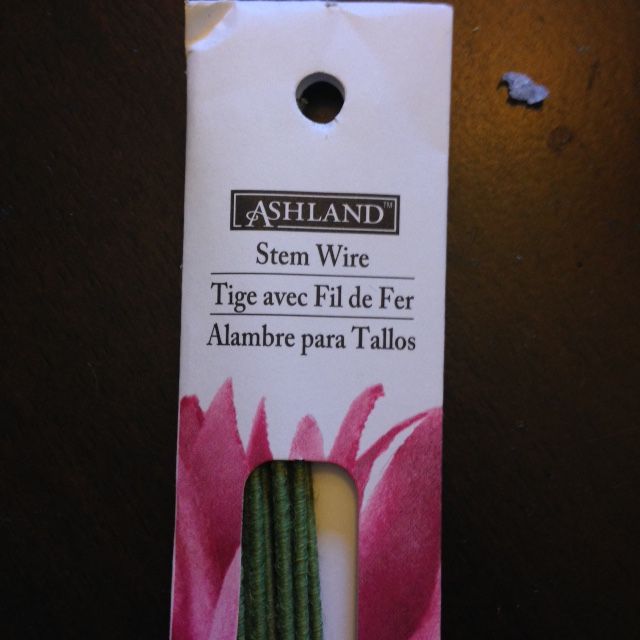 ASHLAND™
Stem Wire
Tige avec Fil de Fer
Alambre para Tallos